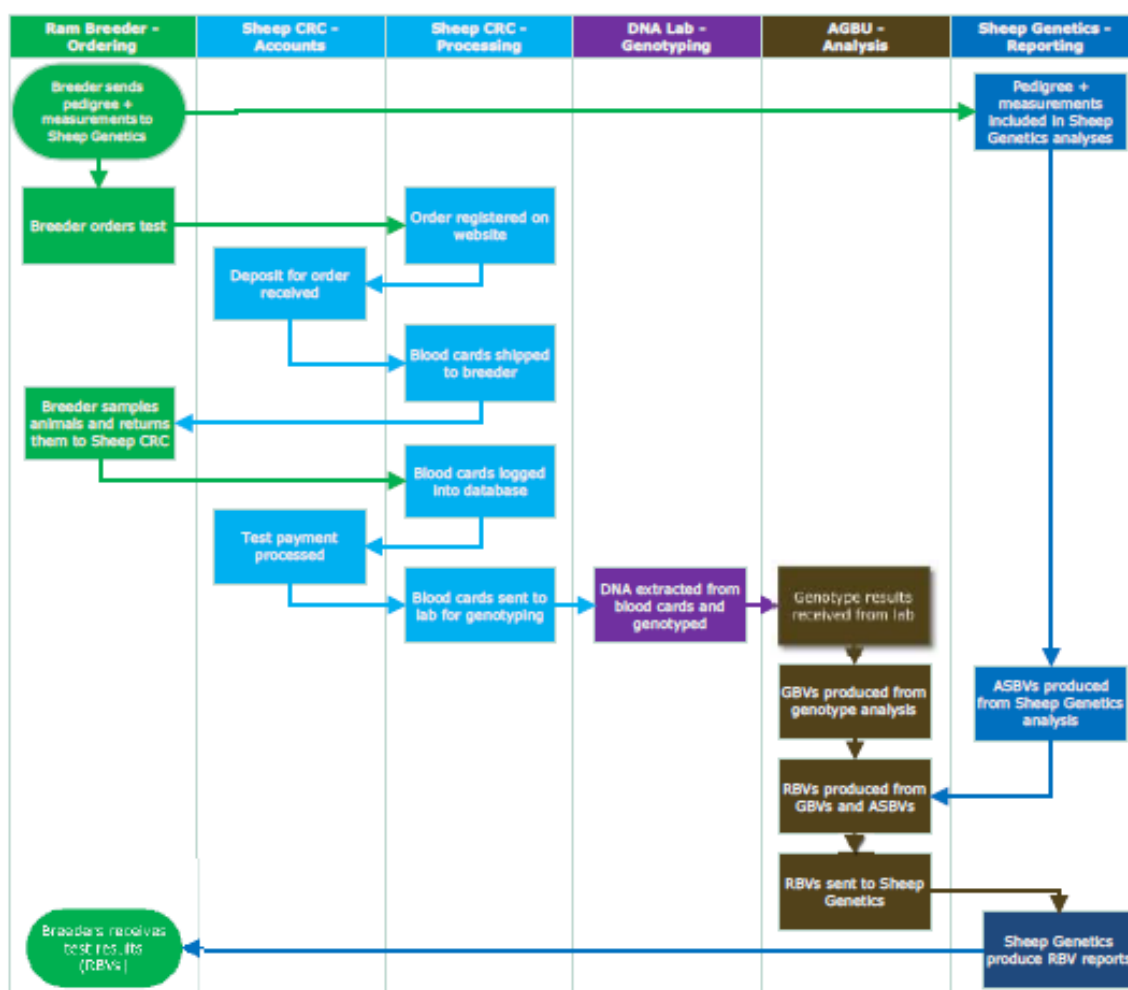 Ram Breeder –
Ordering
Sheep CRC –
Accounts
Sheep CRC –
Processing
DNA Lab –
Genotyping
AGBU –
Analysis
Sheep Genetics –
Reporting
Breeder sends
pedigree +
measurements to
Sheep Genetics
Pedigree +
measurements
included in Sheep
Genetics analyses
Breeder orders test
Order registered on
website
Deposit for order
received
Blood cards shipped
to breeder
Breeder samples
animals and returns
them to Sheep CRC
Blood cards logged
into database
Test payment
processed
Blood cards sent to
lab for genotyping
DNA extracted from
blood cards and
genotyped
Genotype results
received from lab
GBVs produced from
genotype analysis
ASBVs produced
from Sheep Genetics
analysis
RBVs produced from
GBVs and ASBVs
RBVs sent to Sheep
Genetics
Breeders receives
test results
(RBVs)
Sheep Genetics
produce RBV reports